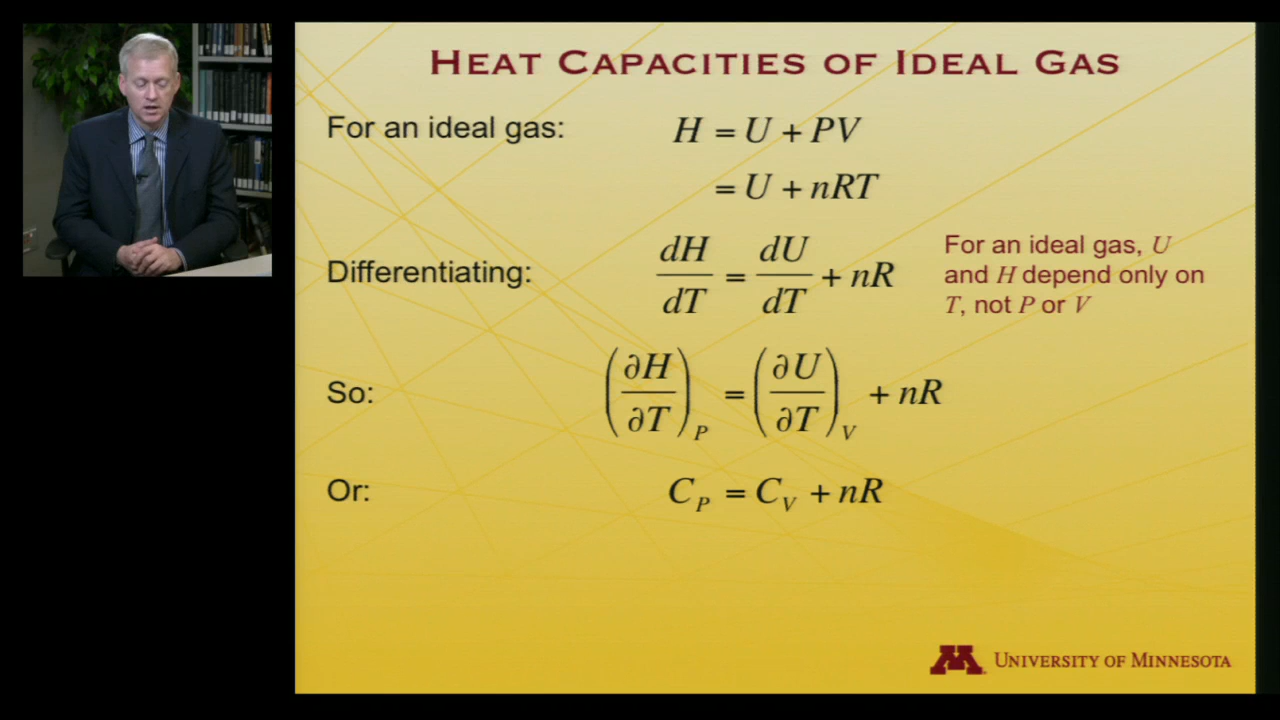 HEAT CAPACITIES OF IDEAL GAS
For an ideal gas: H = U + PV
= U + nRT
Differentiating: dH/dT = dU/dT + nR
For an ideal gas, U
and H depend only on
T, not P or V
So: (∂H/∂T)_P = (∂U/∂T)_V + nR
Or: C_P = C_V + nR
UNIVERSITY OF MINNESOTA